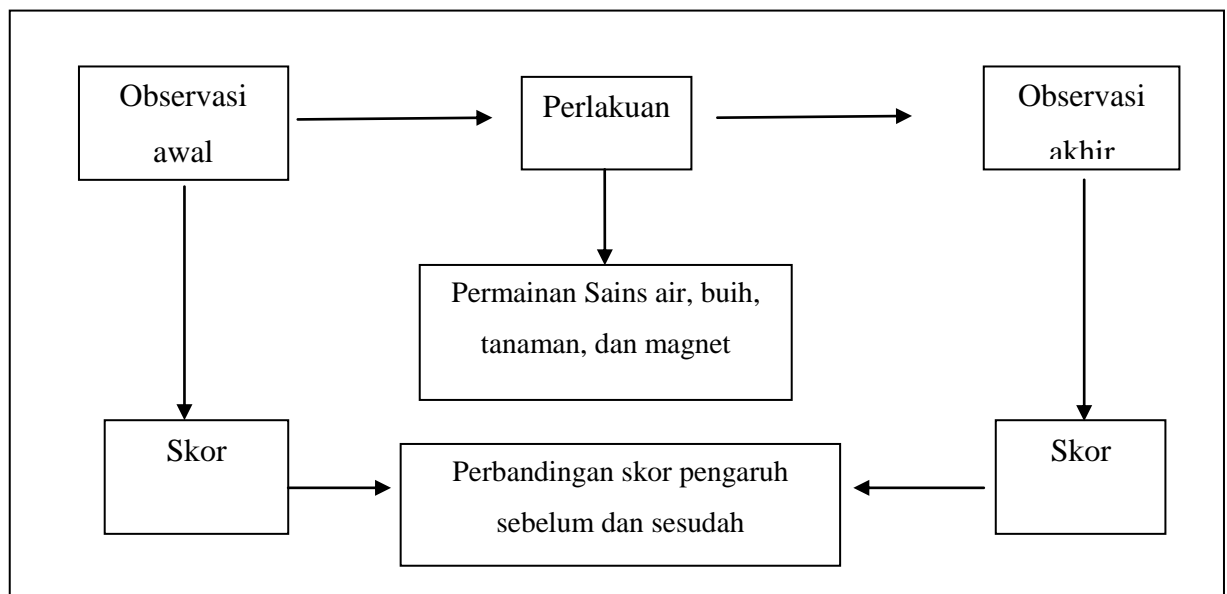 Observasi
awal
Perlakuan
Observasi
akhir
Permainan Sains air, buih,
tanaman, dan magnet
Skor
Perbandingan skor pengaruh
sebelum dan sesudah
Skor